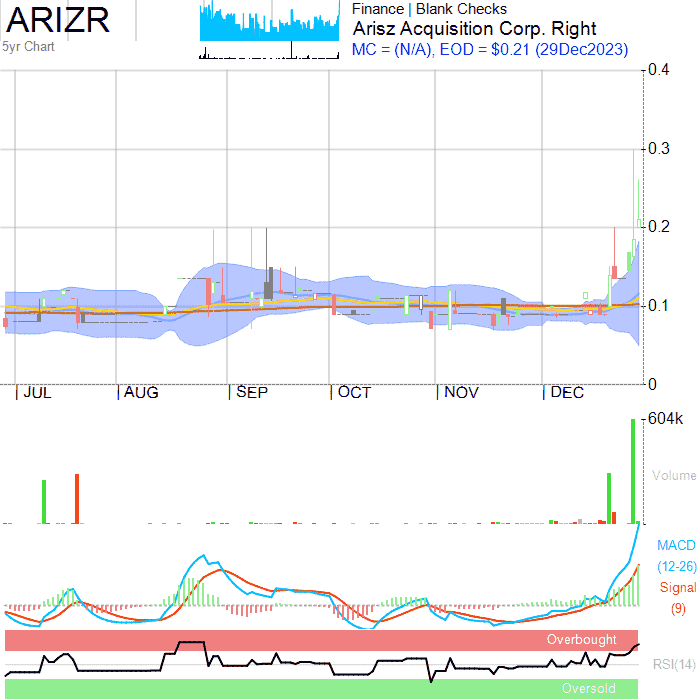 ARIZR
5yr Chart
Finance | Blank Checks
Arisz Acquisition Corp. Right
MC = (N/A), EOD = $0.21 (29Dec2023)
0.4
0.3
0.2
0.1
0
JUL AUG SEP OCT NOV DEC
604k
Volume
MACD
(12-26)
Signal
(9)
Overbought
RSI(14)
Oversold